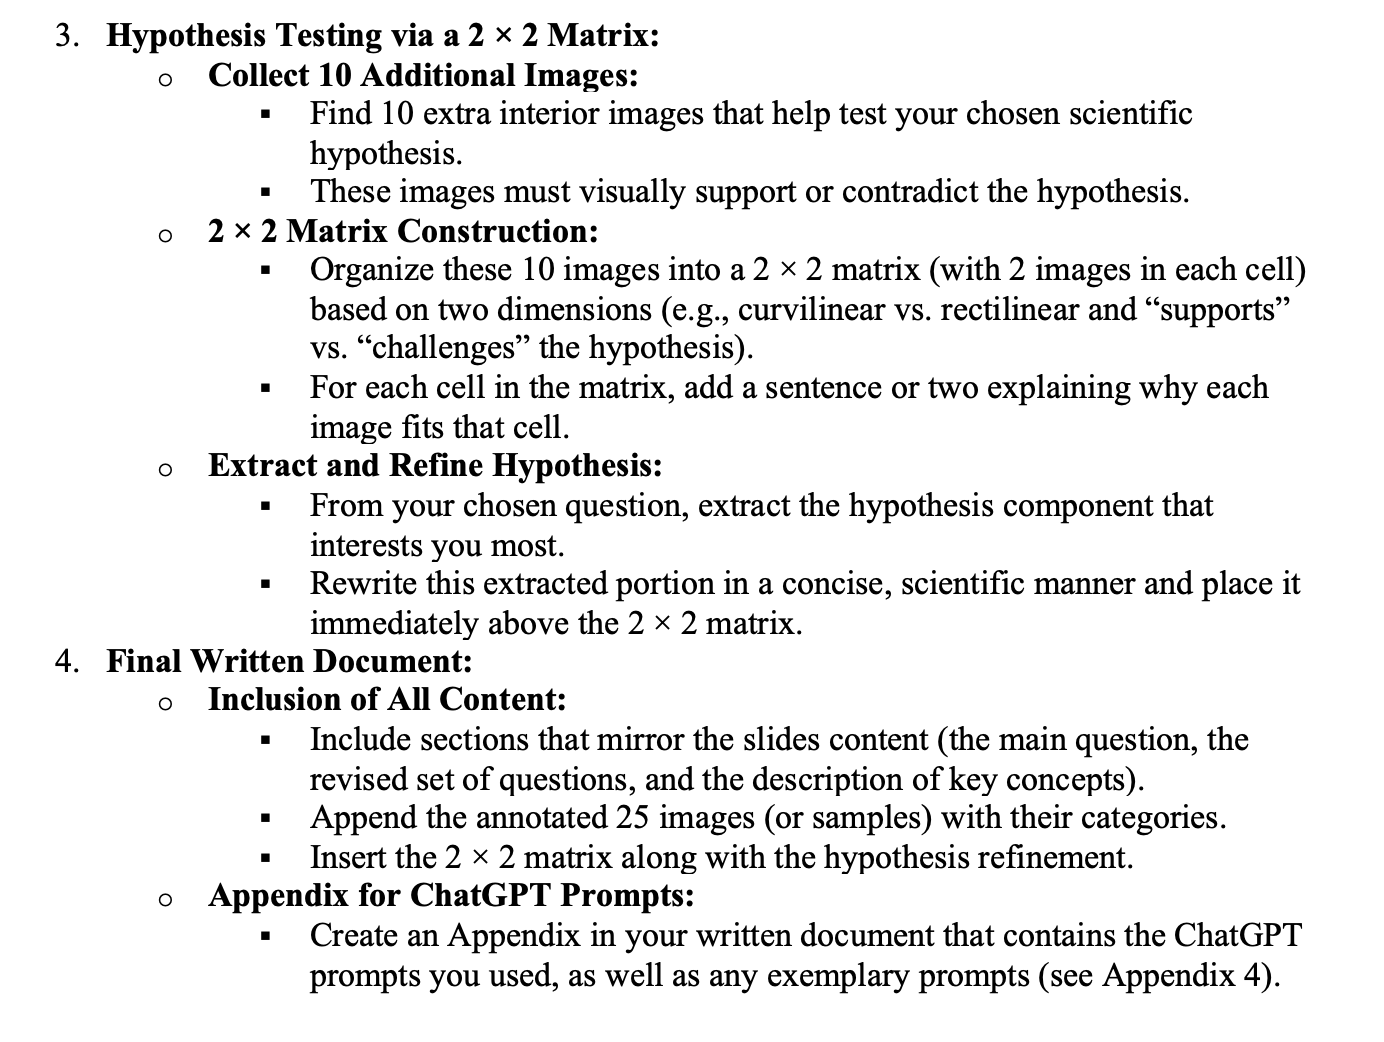 3. Hypothesis Testing via a 2 × 2 Matrix:
o Collect 10 Additional Images:
▪ Find 10 extra interior images that help test your chosen scientific
hypothesis.
▪ These images must visually support or contradict the hypothesis.
o 2 × 2 Matrix Construction:
▪ Organize these 10 images into a 2 × 2 matrix (with 2 images in each cell)
based on two dimensions (e.g., curvilinear vs. rectilinear and “supports”
vs. “challenges” the hypothesis).
▪ For each cell in the matrix, add a sentence or two explaining why each
image fits that cell.
o Extract and Refine Hypothesis:
▪ From your chosen question, extract the hypothesis component that
interests you most.
▪ Rewrite this extracted portion in a concise, scientific manner and place it
immediately above the 2 × 2 matrix.
4. Final Written Document:
o Inclusion of All Content:
▪ Include sections that mirror the slides content (the main question, the
revised set of questions, and the description of key concepts).
▪ Append the annotated 25 images (or samples) with their categories.
▪ Insert the 2 × 2 matrix along with the hypothesis refinement.
o Appendix for ChatGPT Prompts:
▪ Create an Appendix in your written document that contains the ChatGPT
prompts you used, as well as any exemplary prompts (see Appendix 4).